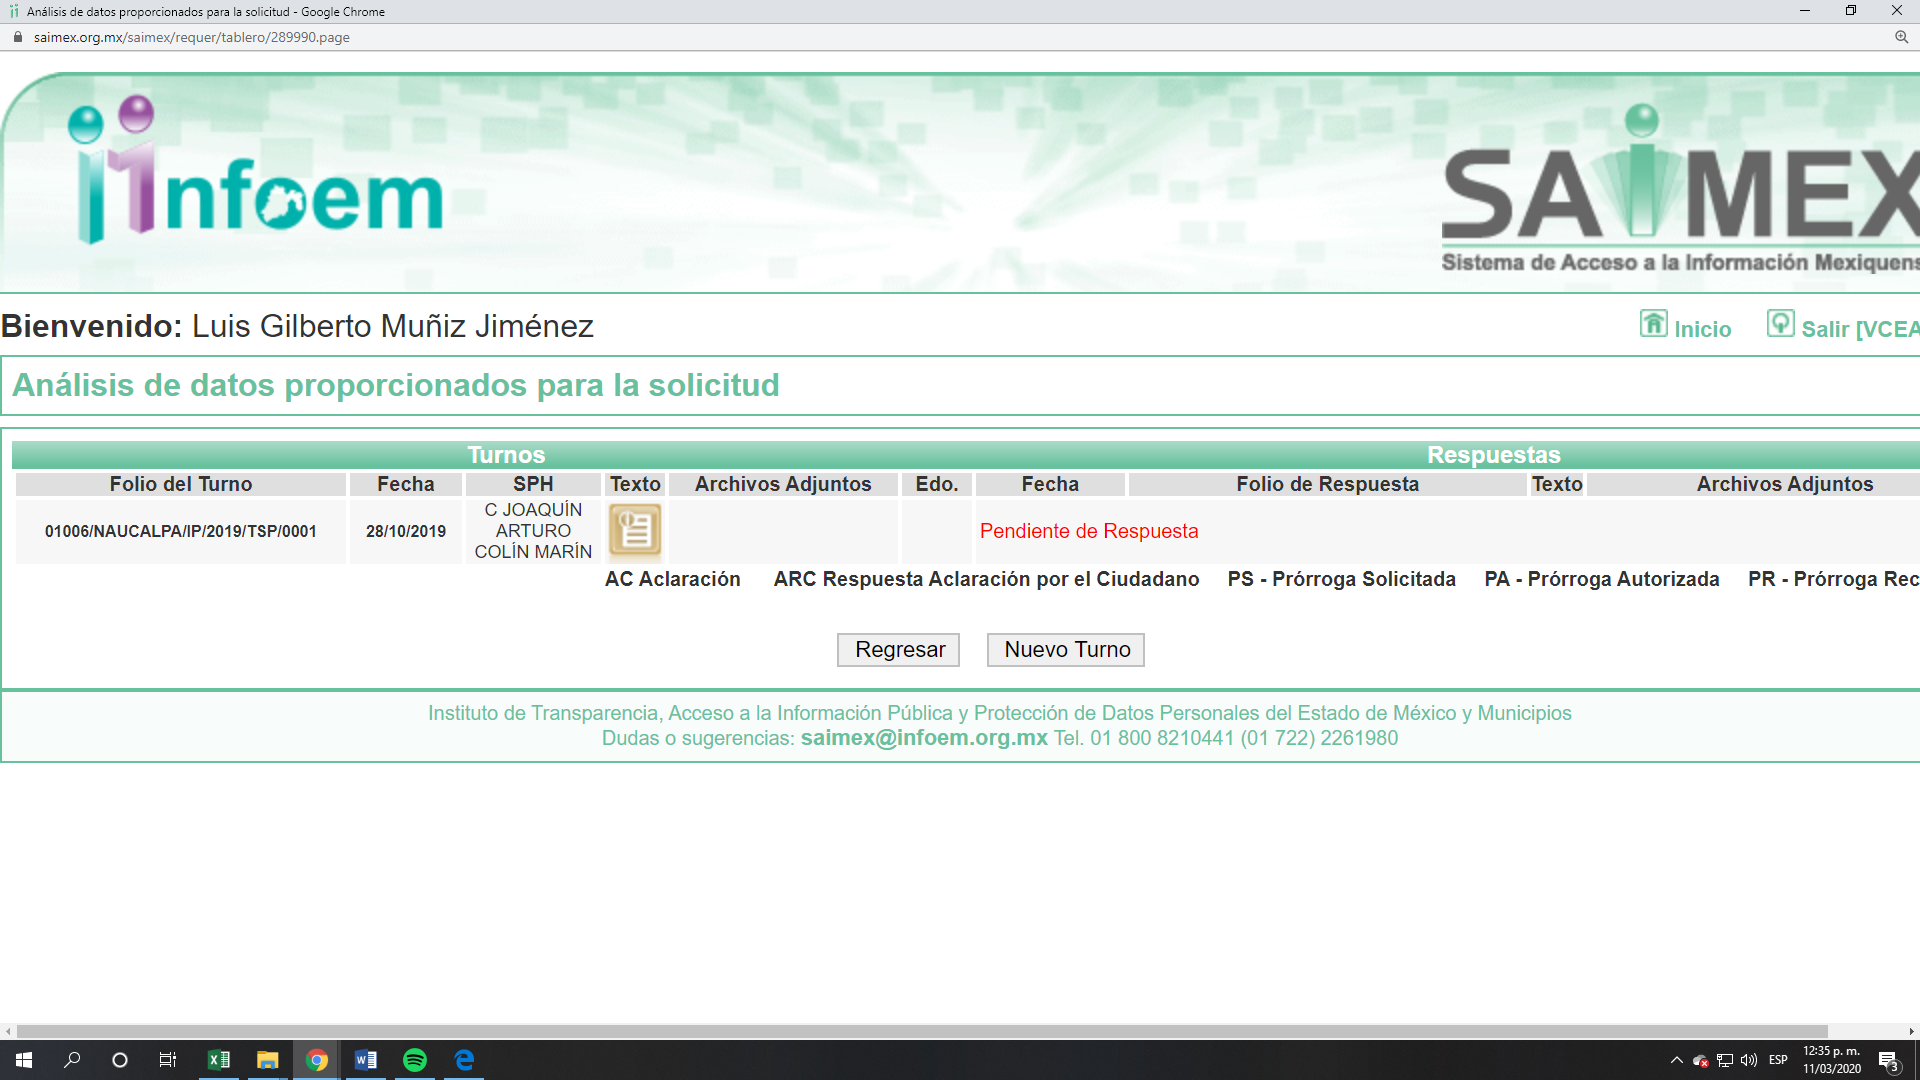 Análisis de datos proporcionados para la solicitud - Google Chrome
saimex.org.mx/saimex/requer/tablero/289990.page
infoem
SAIMEX
Sistema de Acceso a la Información Mexiquens
Bienvenido: Luis Gilberto Muñiz Jiménez
Inicio
Salir [VCEA
Análisis de datos proporcionados para la solicitud
Turnos
Respuestas
Folio del Turno
Fecha
SPH
Texto
Archivos Adjuntos
Edo.
Fecha
Folio de Respuesta
Texto
Archivos Adjuntos
01006/NAUCALPA/IP/2019/TSP/0001
28/10/2019
C JOAQUÍN
ARTURO
COLÍN MARÍN
Pendiente de Respuesta
AC Aclaración
ARC Respuesta Aclaración por el Ciudadano
PS - Prórroga Solicitada
PA - Prórroga Autorizada
PR - Prórroga Rec
Regresar
Nuevo Turno
Instituto de Transparencia, Acceso a la Información Pública y Protección de Datos Personales del Estado de México y Municipios
Dudas o sugerencias: saimex@infoem.org.mx Tel. 01 800 8210441 (01 722) 2261980
ESP
12:35 p. m.
11/03/2020
3